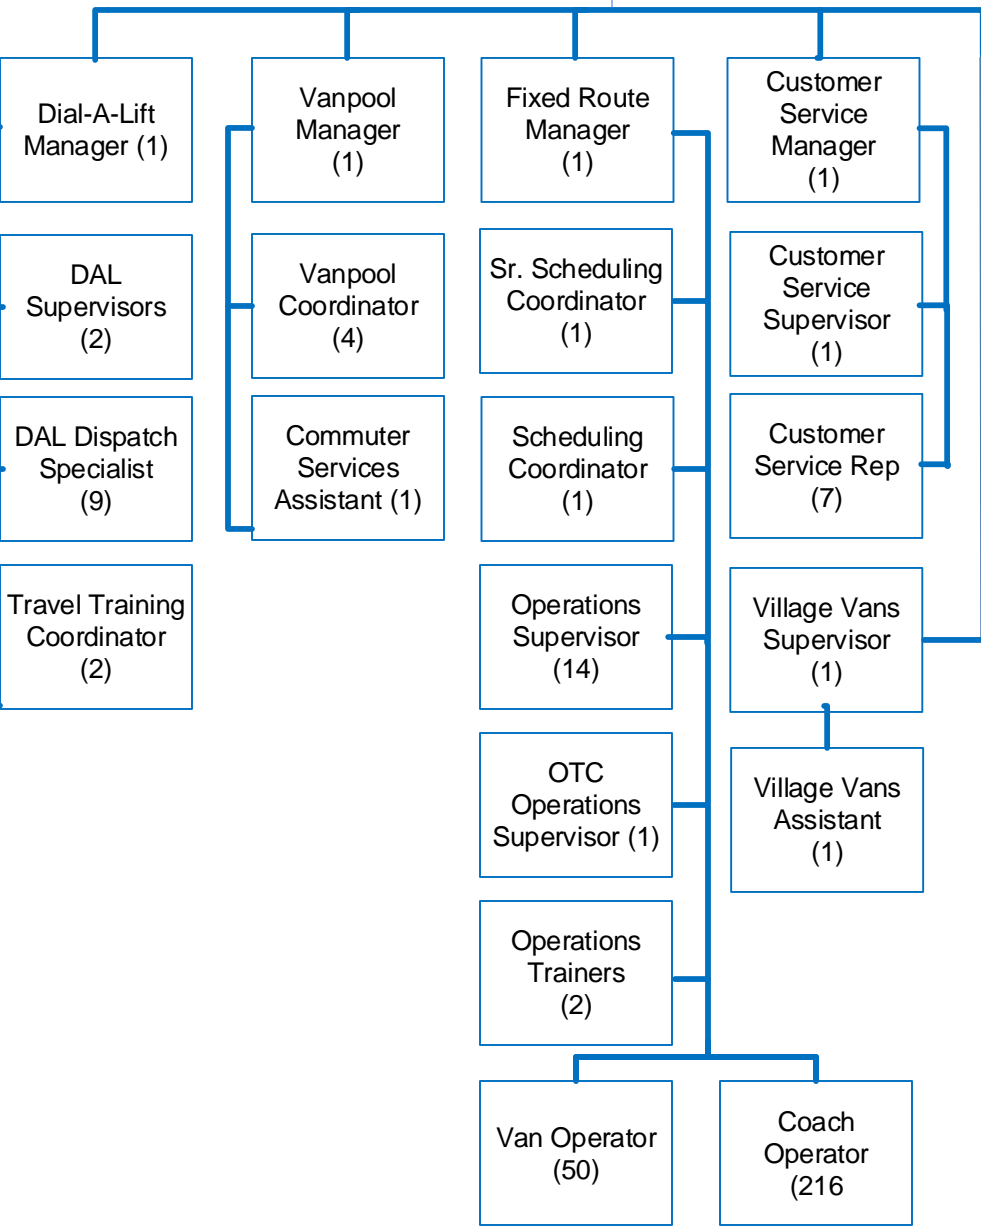 Dial-A-Lift
Manager (1)
DAL
Supervisors
(2)
DAL Dispatch
Specialist
(9)
Travel Training
Coordinator
(2)
Vanpool
Manager
(1)
Vanpool
Coordinator
(4)
Commuter
Services
Assistant (1)
Fixed Route
Manager
(1)
Sr. Scheduling
Coordinator
(1)
Scheduling
Coordinator
(1)
Operations
Supervisor
(14)
OTC
Operations
Supervisor (1)
Operations
Trainers
(2)
Van Operator
(50)
Coach
Operator
(216
Customer
Service
Manager
(1)
Customer
Service
Supervisor
(1)
Customer
Service Rep
(7)
Village Vans
Supervisor
(1)
Village Vans
Assistant
(1)